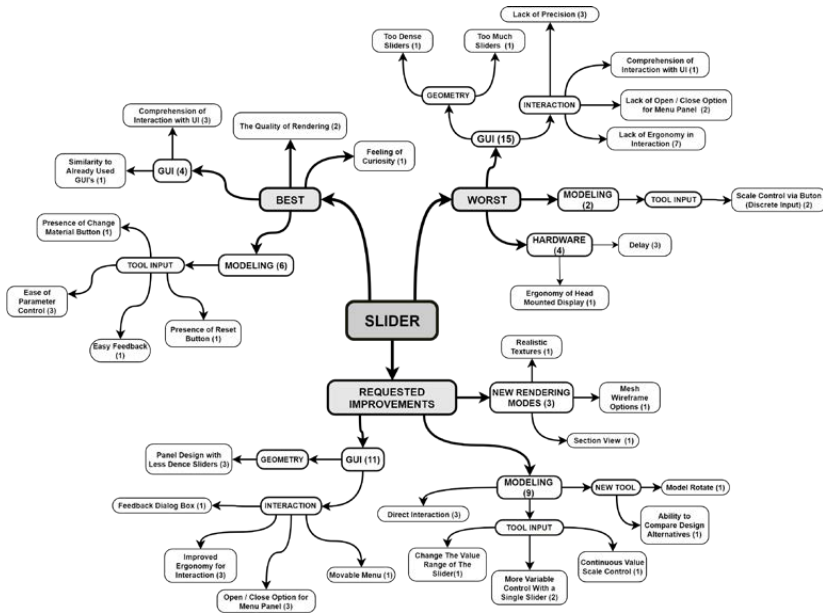 SLIDER
BEST
The Quality of Rendering (2)
Feeling of
Curiosity (1)
GUI (4)
Comprehension of
Interaction with UI (3)
Similarity to
Already Used
GUI's (1)
MODELING (6)
TOOL INPUT
Presence of Change
Material Button (1)
Ease of
Parameter
Control (3)
Easy Feedback
(1)
Presence of Reset
Button (1)
WORST
GUI (15)
GEOMETRY
Too Dense
Sliders (1)
Too Much
Sliders (1)
INTERACTION
Lack of Precision (3)
Comprehension of
Interaction with UI (1)
Lack of Open / Close Option
for Menu Panel (2)
Lack of Ergonomy in
Interaction (7)
MODELING
(2)
TOOL INPUT
Scale Control via Buton
(Discrete Input) (2)
HARDWARE
(4)
Delay (3)
Ergonomy of Head
Mounted Display (1)
REQUESTED
IMPROVEMENTS
NEW RENDERING
MODES (3)
Realistic
Textures (1)
Mesh
Wireframe
Options (1)
Section View (1)
GUI (11)
GEOMETRY
Panel Design with
Less Dence Sliders (3)
INTERACTION
Feedback Dialog Box (1)
Improved
Ergonomy for
Interaction (3)
Open / Close Option for
Menu Panel (3)
Movable Menu (1)
MODELING
(9)
Direct Interaction (3)
NEW TOOL
Model Rotate (1)
Ability to
Compare Design
Alternatives (1)
TOOL INPUT
Change The Value
Range of The
Slider(1)
More Variable
Control With a
Single Slider (2)
Continuous Value
Scale Control (1)